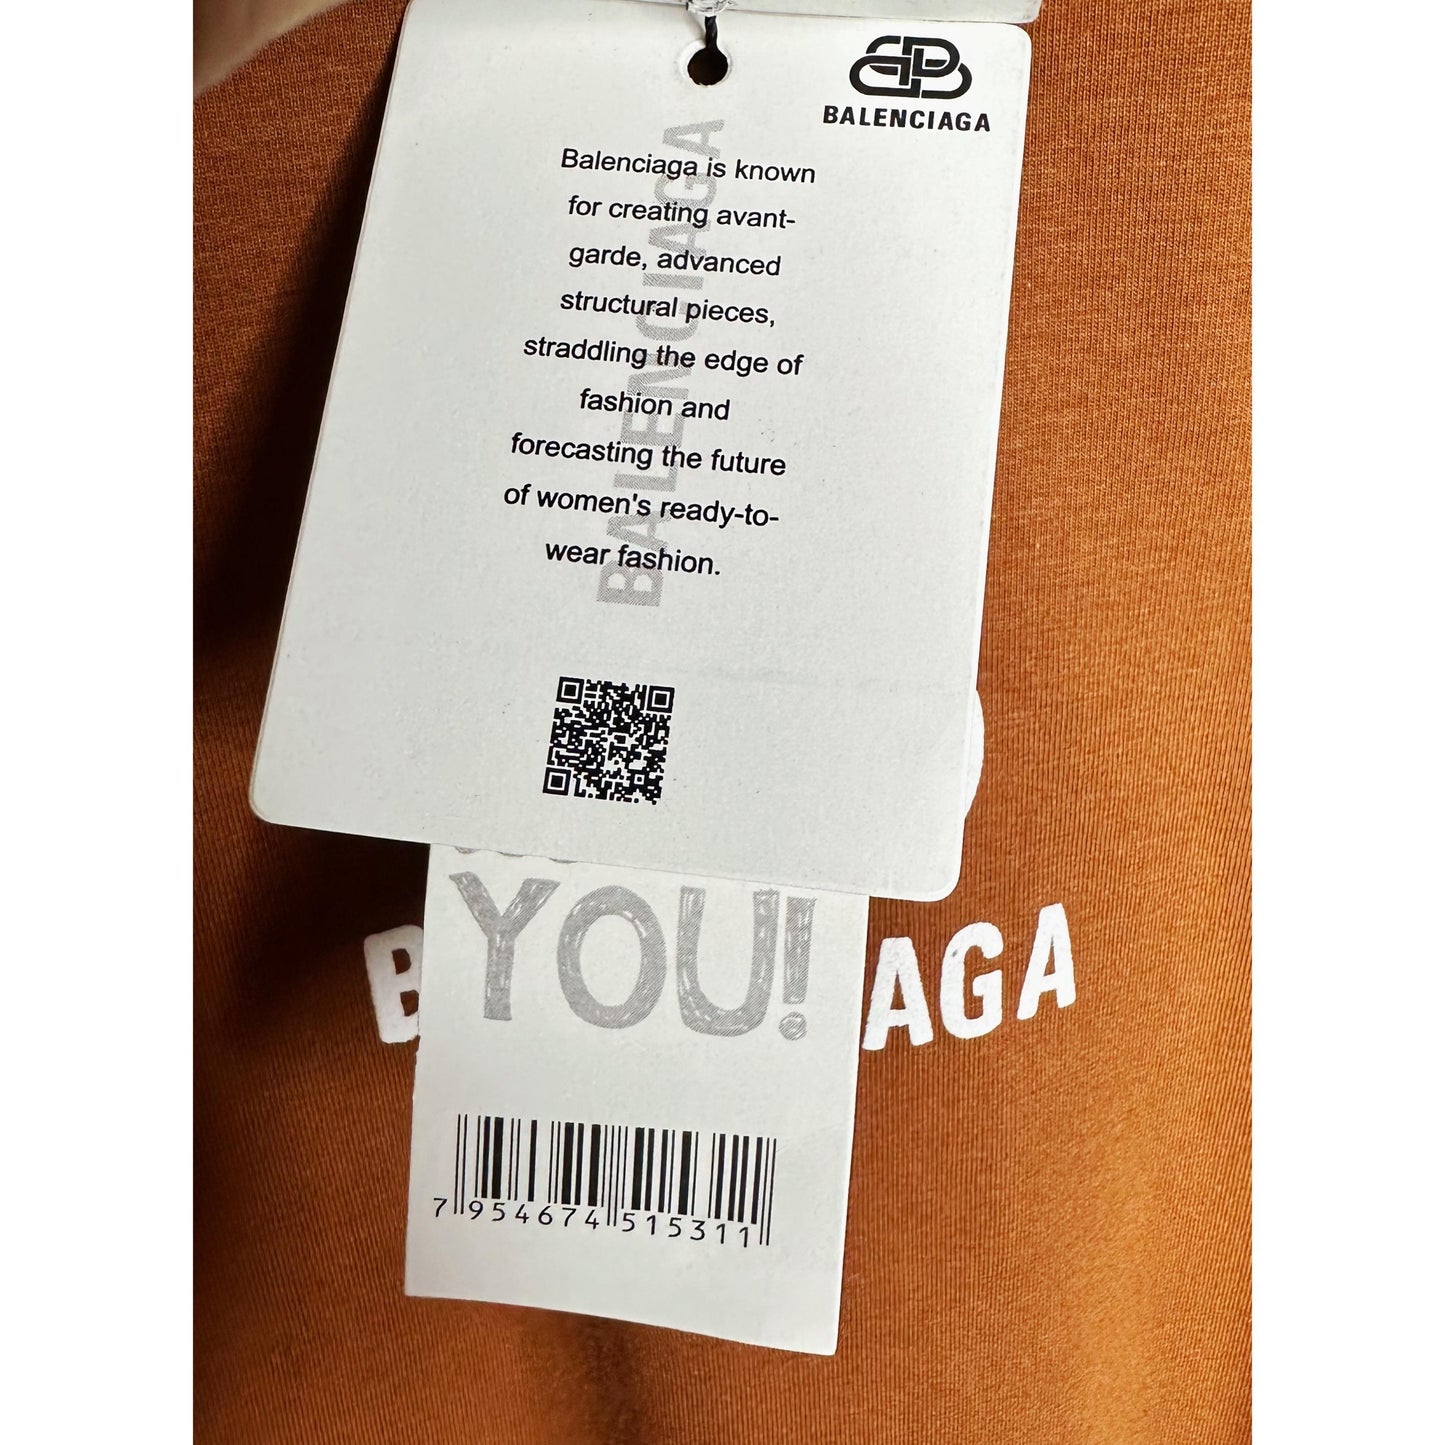 BALENCIAGA
Balenciaga is known
for creating avant-
garde, advanced
structural pieces,
straddling the edge of
fashion and
forecasting the future
of women's ready-to-
wear fashion.
BALENCIAGA
YOU!
B AGA
7 954674 515311